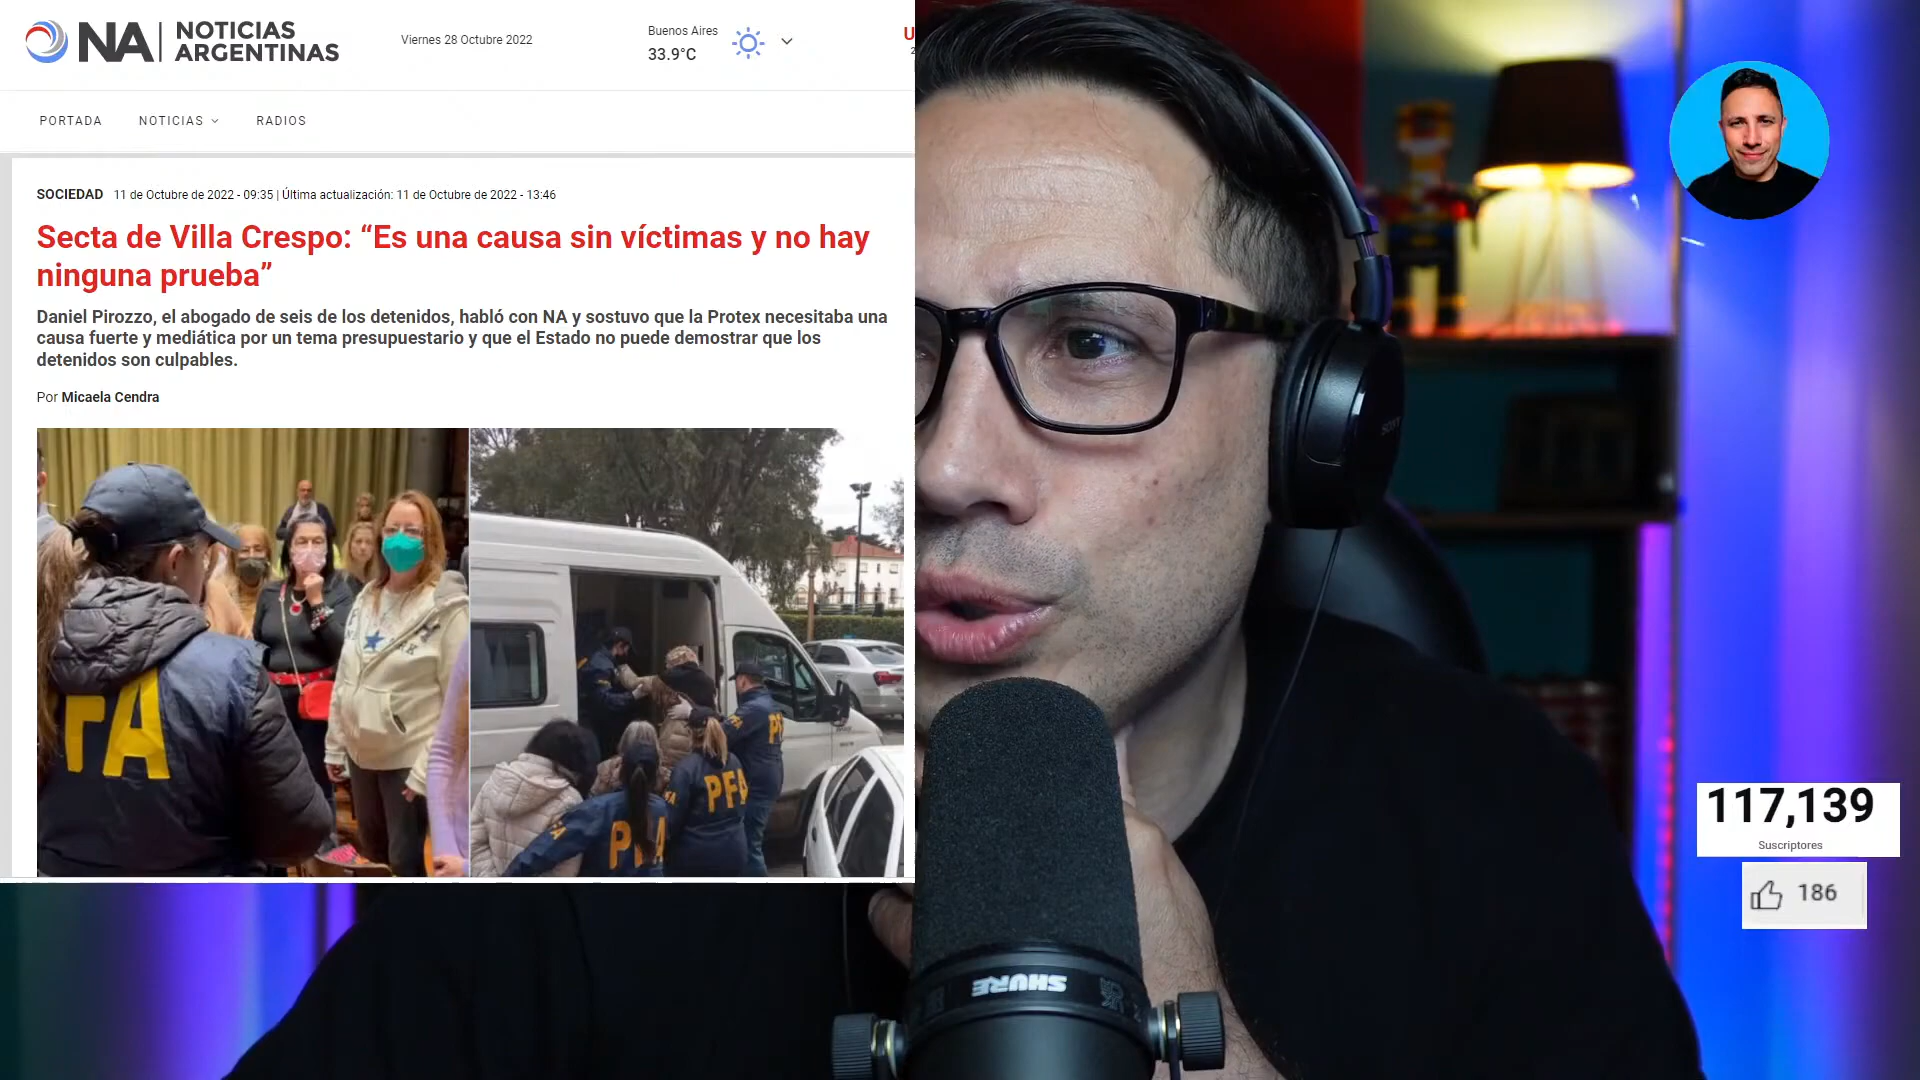 NA NOTICIAS
ARGENTINAS
Viernes 28 Octubre 2022
Buenos Aires
33.9°C
U
2
PORTADA NOTICIAS RADIOS
SOCIEDAD 11 de Octubre de 2022 - 09:35 | Última actualización: 11 de Octubre de 2022 - 13:46
Secta de Villa Crespo: “Es una causa sin víctimas y no hay
ninguna prueba”
Daniel Pirozzo, el abogado de seis de los detenidos, habló con NA y sostuvo que la Protex necesitaba una
causa fuerte y mediática por un tema presupuestario y que el Estado no puede demostrar que los
detenidos son culpables.
Por Micaela Cendra
FA
PFA
PFA
SONY
SHURE
117,139
Suscriptores
186